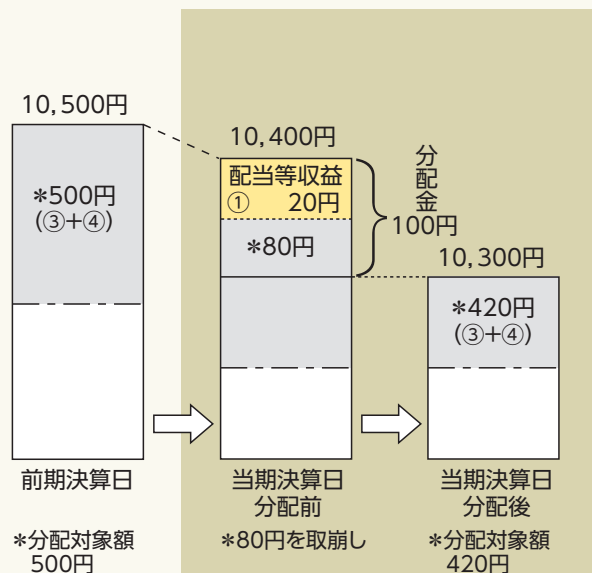 10,500円
*500円
(③+④)
前期決算日
*分配対象額
500円
10,400円
配当等収益
① 20円
*80円
分配金
100円
当期決算日
分配前
*80円を取崩し
10,300円
*420円
(③+④)
当期決算日
分配後
*分配対象額
420円